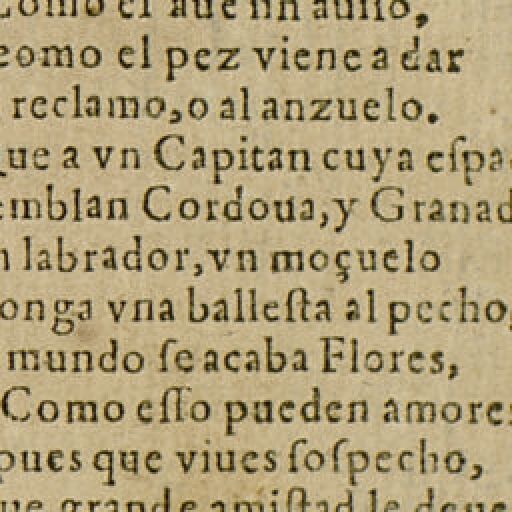 Como el aue sin auiso,
como el pez viene a dar
reclamo,o al anzuelo.
que a vn Capitan cuya eſpa
emblan Cordoua,y Granad
n labrador,vn moçuelo
onga vna balleſta al pecho,
mundo ſe acaba Flores,
Como eſſo pueden amores
pues que viues ſoſpecho,
ue grande amiſtad le deue